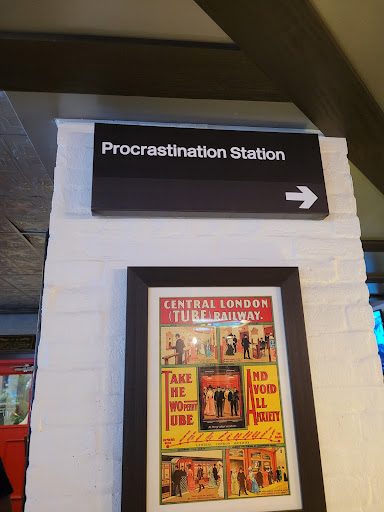 Procrastination Station
CENTRAL LONDON
(TUBE) RAILWAY.
TAKE
THE
TWOPENNY
TUBE
AND
AVOID
ALL
ANXIETY